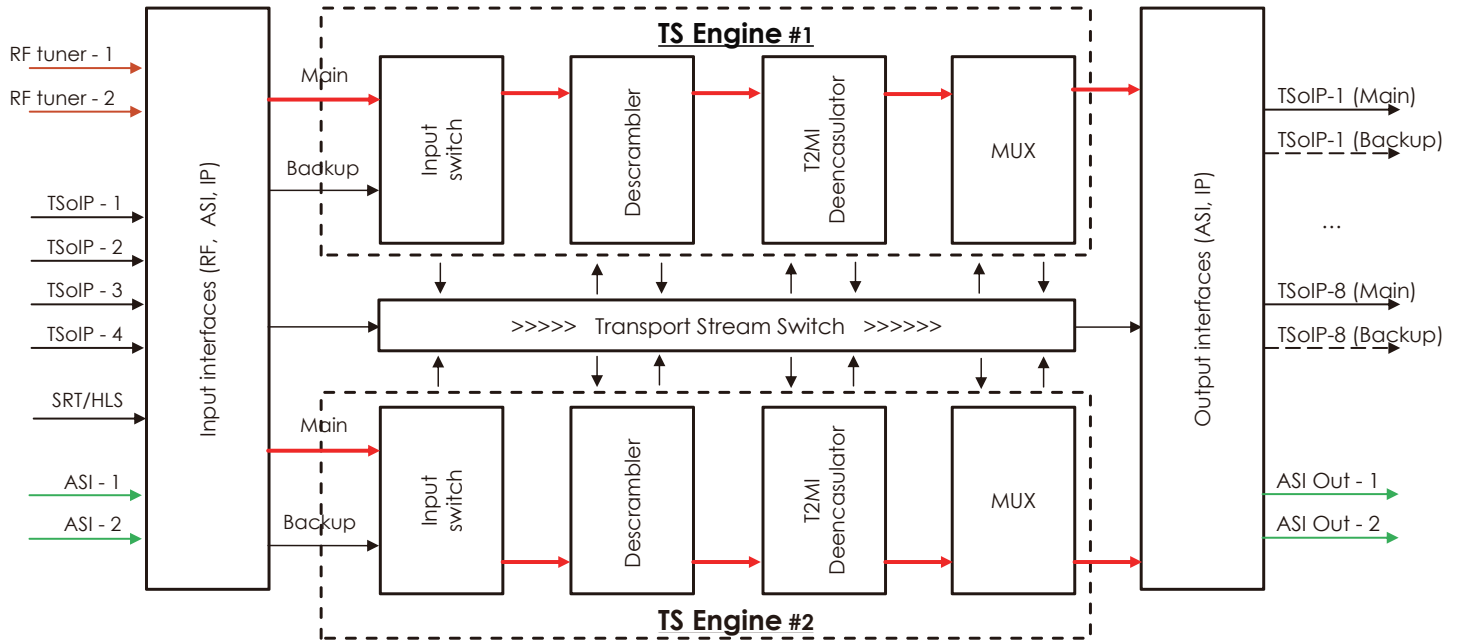 RF tuner - 1
RF tuner - 2
TSoIP - 1
TSoIP - 2
TSoIP - 3
TSoIP - 4
SRT/HLS
ASI - 1
ASI - 2
Input interfaces (RF, ASI, IP)
TS Engine #1
Main
Backup
Input
switch
Descrambler
T2MI
Deencasulator
MUX
>>>>> Transport Stream Switch >>>>>>
Main
Backup
Input
switch
Descrambler
T2MI
Deencasulator
MUX
TS Engine #2
Output interfaces (ASI, IP)
TSoIP-1 (Main)
TSoIP-1 (Backup)
...
TSoIP-8 (Main)
TSoIP-8 (Backup)
ASI Out - 1
ASI Out - 2